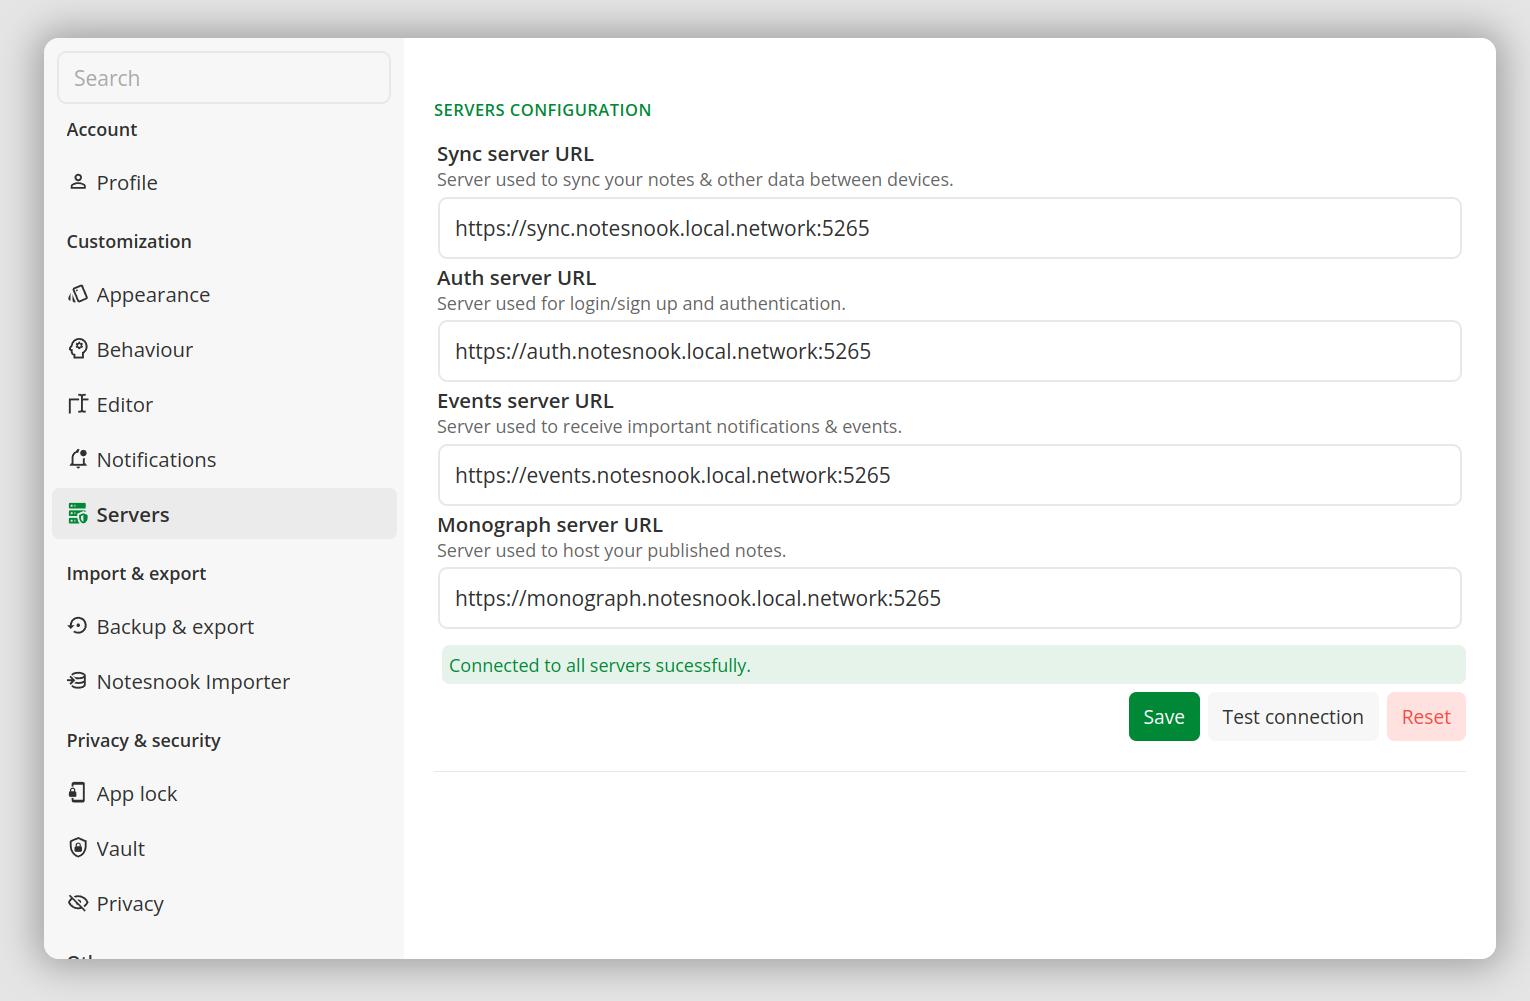 Search
Account
Profile
Customization
Appearance
Behaviour
Editor
Notifications
Servers
Import & export
Backup & export
Notesnook Importer
Privacy & security
App lock
Vault
Privacy
SERVERS CONFIGURATION
Sync server URL
Server used to sync your notes & other data between devices.
https://sync.notesnook.local.network:5265
Auth server URL
Server used for login/sign up and authentication.
https://auth.notesnook.local.network:5265
Events server URL
Server used to receive important notifications & events.
https://events.notesnook.local.network:5265
Monograph server URL
Server used to host your published notes.
https://monograph.notesnook.local.network:5265
Connected to all servers sucessfully.
Save
Test connection
Reset